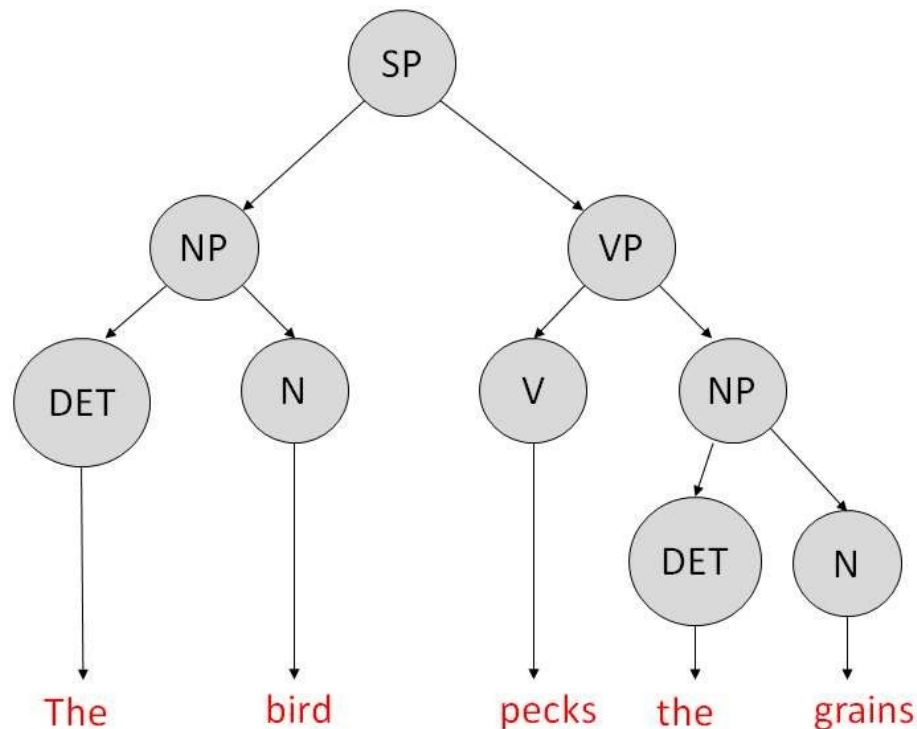 SP
NP VP
DET N V NP
DET N
The bird pecks the grains